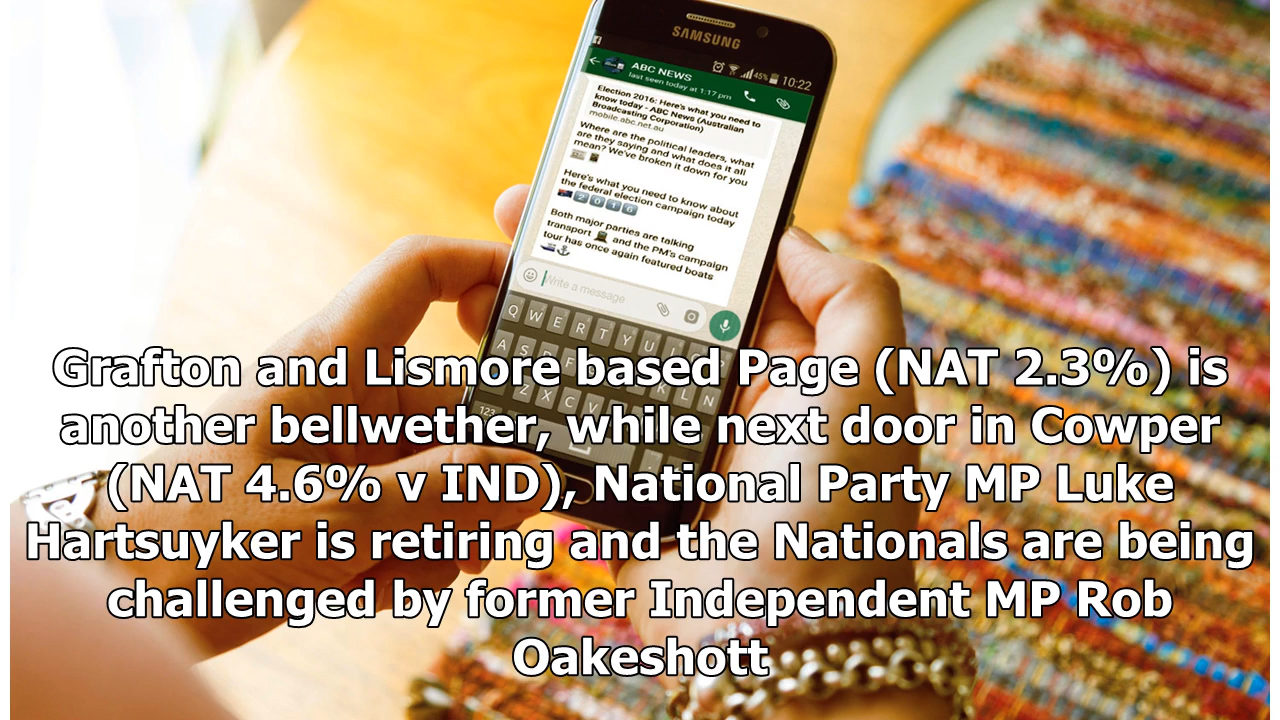 SAMSUNG
45% 10:22
ABC NEWS
last seen today at 1:17 pm
Election 2016: Here's what you need to
know today - ABC News (Australian
Broadcasting Corporation)
mobile.abc.net.au
Where are the political leaders, what
are they saying and what does it all
mean? We've broken it down for you
Here's what you need to know about
the federal election campaign today
2016
Both major parties are talking
transport and the PM's campaign
tour has once again featured boats
Write a message
Q W E R T Y U
A S D F
Z X C V
K L N
123
Grafton and Lismore based Page (NAT 2.3%) is
another bellwether, while next door in Cowper
(NAT 4.6% v IND), National Party MP Luke
Hartsuyker is retiring and the Nationals are being
challenged by former Independent MP Rob
Oakeshott